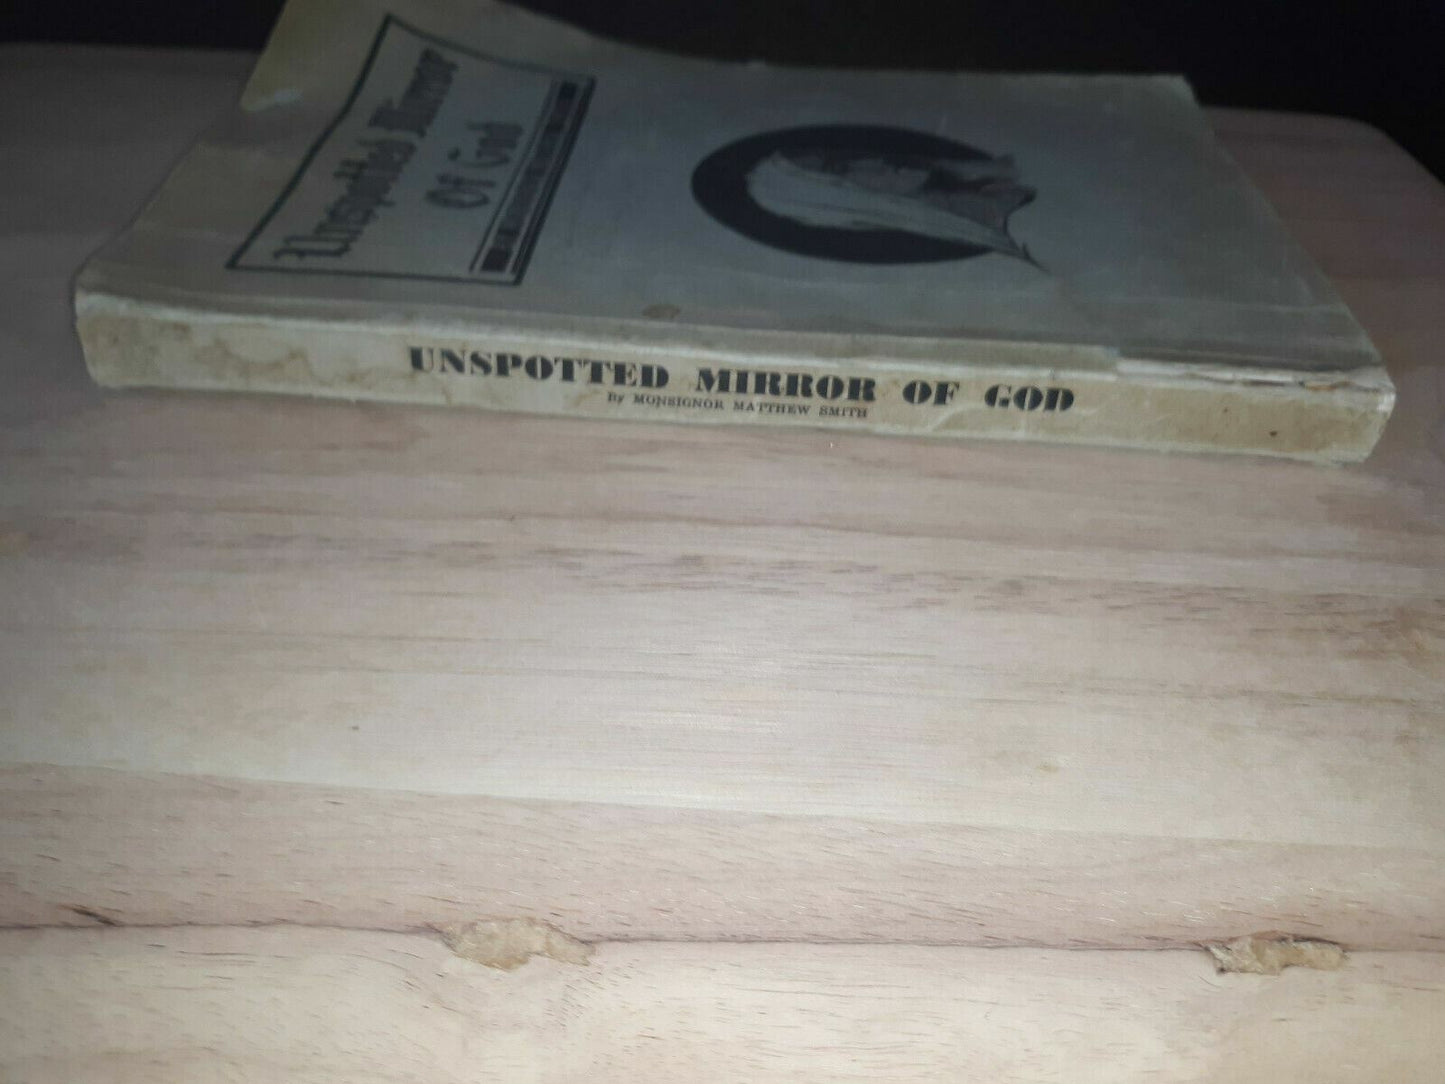 Unspotted Mirror
Of God
UNSPOTTED MIRROR OF GOD
By MONSIGNOR MATTHEW SMITH